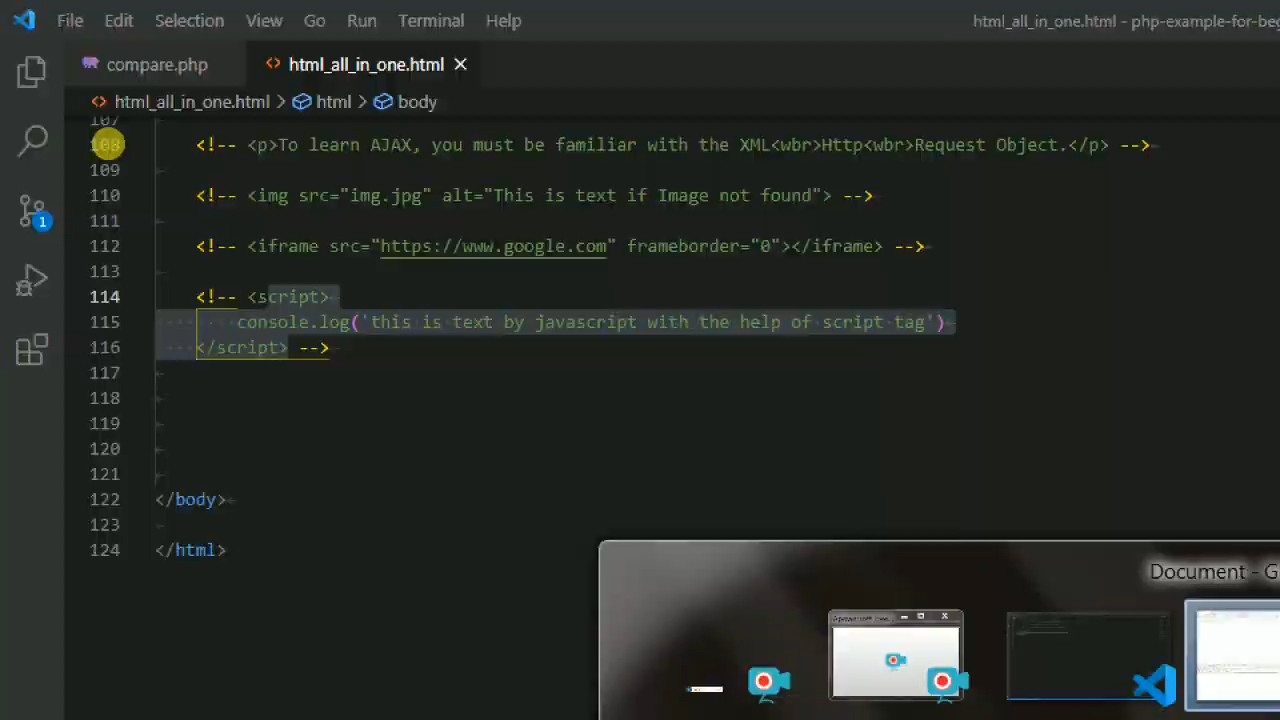 File Edit Selection View Go Run Terminal Help html_all_in_one.html - php-example-for-beg
compare.php html_all_in_one.html
html_all_in_one.html > html > body
107
108 <!-- <p>To learn AJAX, you must be familiar with the XML<wbr>Http<wbr>Request Object.</p> -->
109
110 <!-- <img src="img.jpg" alt="This is text if Image not found"> -->
111
112 <!-- <iframe src="https://www.google.com" frameborder="0"></iframe> -->
113
114 <!-- <script>
115 console.log('this is text by javascript with the help of script tag')
116 </script> -->
117
118
119
120
121
122 </body>
123
124 </html>
1
Document - G